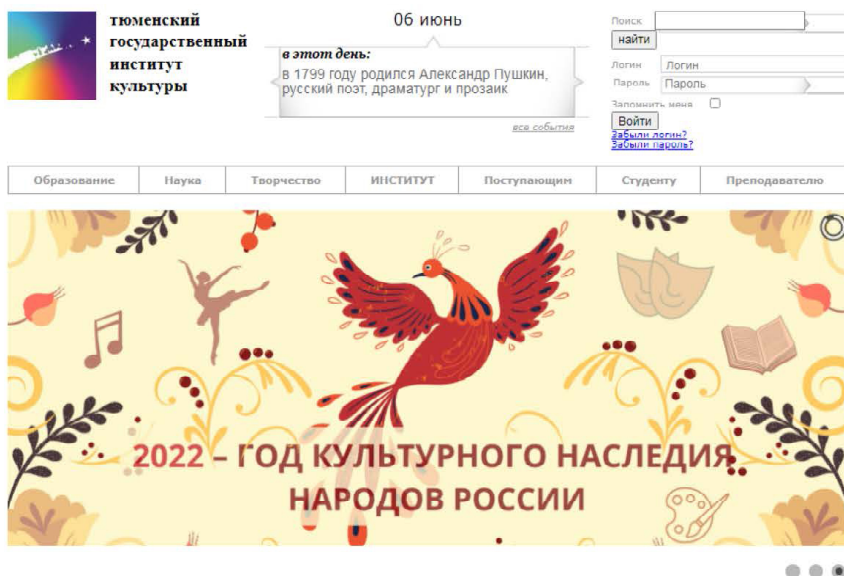 тюменский
государственный
институт
культуры
06 июнь
в этот день:
в 1799 году родился Александр Пушкин,
русский поэт, драматург и прозаик
все события
Поиск
найти
Логин Логин
Пароль Пароль
Запомнить меня
Войти
Забыли логин?
Забыли пароль?
Образование Наука Творчество ИНСТИТУТ Поступающим Студенту Преподавателю
2022 – ГОД КУЛЬТУРНОГО НАСЛЕДИЯ
НАРОДОВ РОССИИ